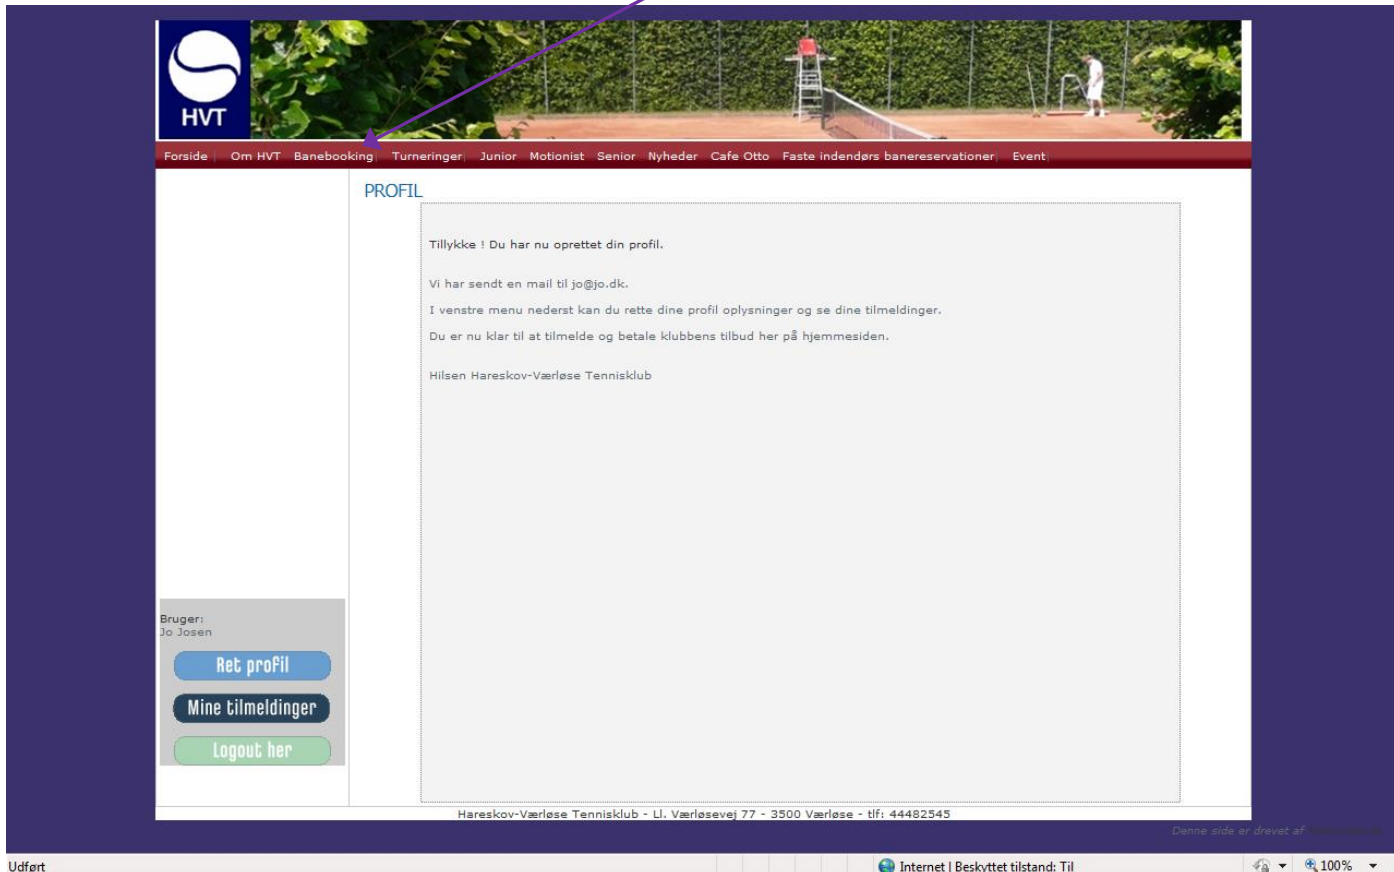 HVT
Forside | Om HVT Banebooking| Turneringer| Junior Motionist Senior Nyheder Cafe Otto Faste indendørs banereservationer| Event|
PROFIL
Tillykke ! Du har nu oprettet din profil.
Vi har sendt en mail til jo@jo.dk.
I venstre menu nederst kan du rette dine profil oplysninger og se dine tilmeldinger.
Du er nu klar til at tilmelde og betale klubbens tilbud her på hjemmesiden.
Hilsen Hareskov-Værløse Tennisklub
Bruger:
Jo Josen
Ret profil
Mine tilmeldinger
Logout her
Hareskov-Værløse Tennisklub - Ll. Værløsevej 77 - 3500 Værløse - tlf: 44482545
Denne side er drevet af
Udført
Internet | Beskyttet tilstand: Til
100%